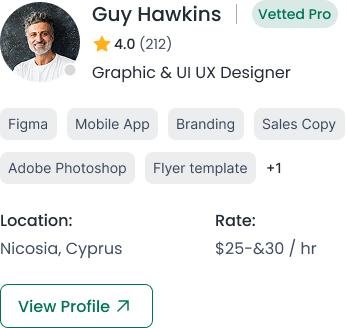 Guy Hawkins | Vetted Pro
4.0 (212)
Graphic & UI UX Designer
Figma Mobile App Branding Sales Copy
Adobe Photoshop Flyer template +1
Location: Rate:
Nicosia, Cyprus $25-&30 / hr
View Profile